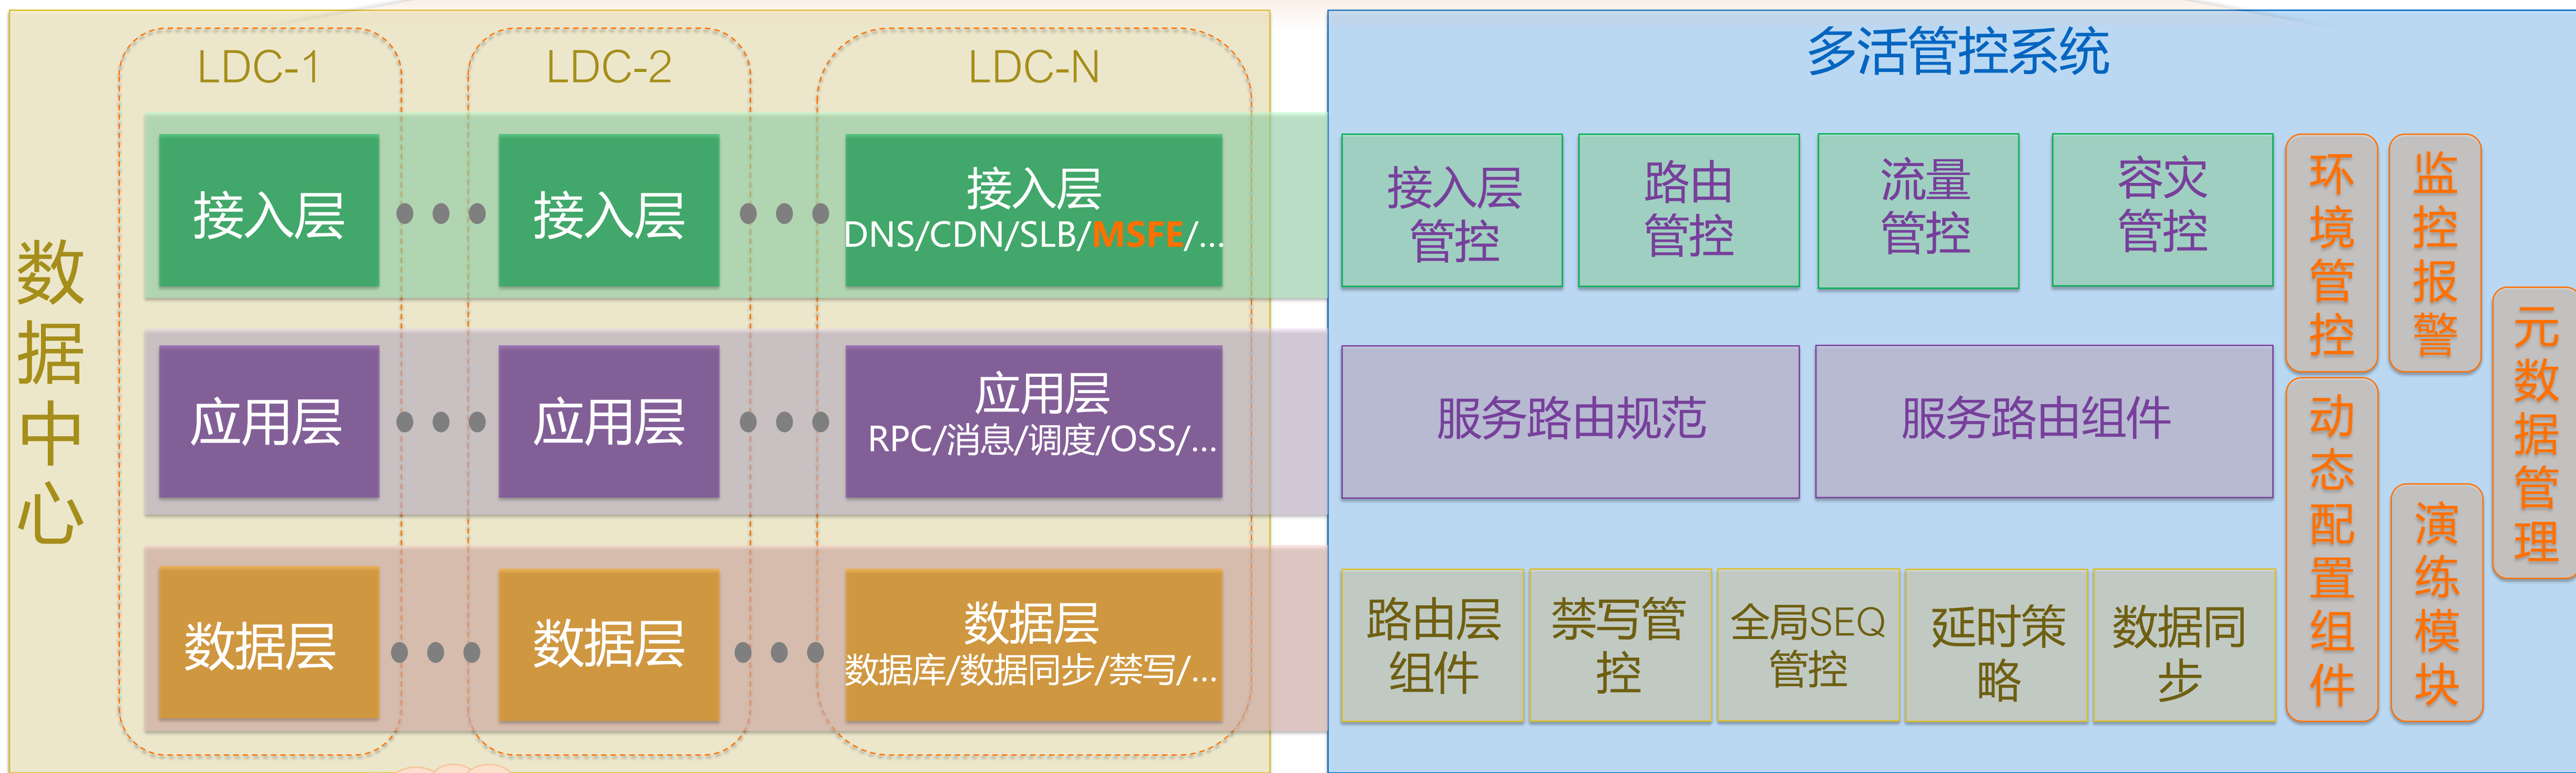 数据中心
LDC-1
LDC-2
LDC-N
接入层
接入层
接入层
DNS/CDN/SLB/MSFE/...
应用层
应用层
应用层
RPC/消息/调度/OSS/...
数据层
数据层
数据层
数据库/数据同步/禁写/...
多活管控系统
接入层
管控
路由
管控
流量
管控
容灾
管控
服务路由规范
服务路由组件
路由层
组件
禁写管
控
全局SEQ
管控
延时策
略
数据同
步
环境管控
监控报警
动态配置组件
演练模块
元数据管理